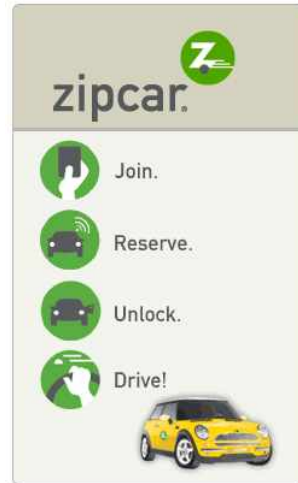 Z
zipcar.
Join.
Reserve.
Unlock.
Drive!